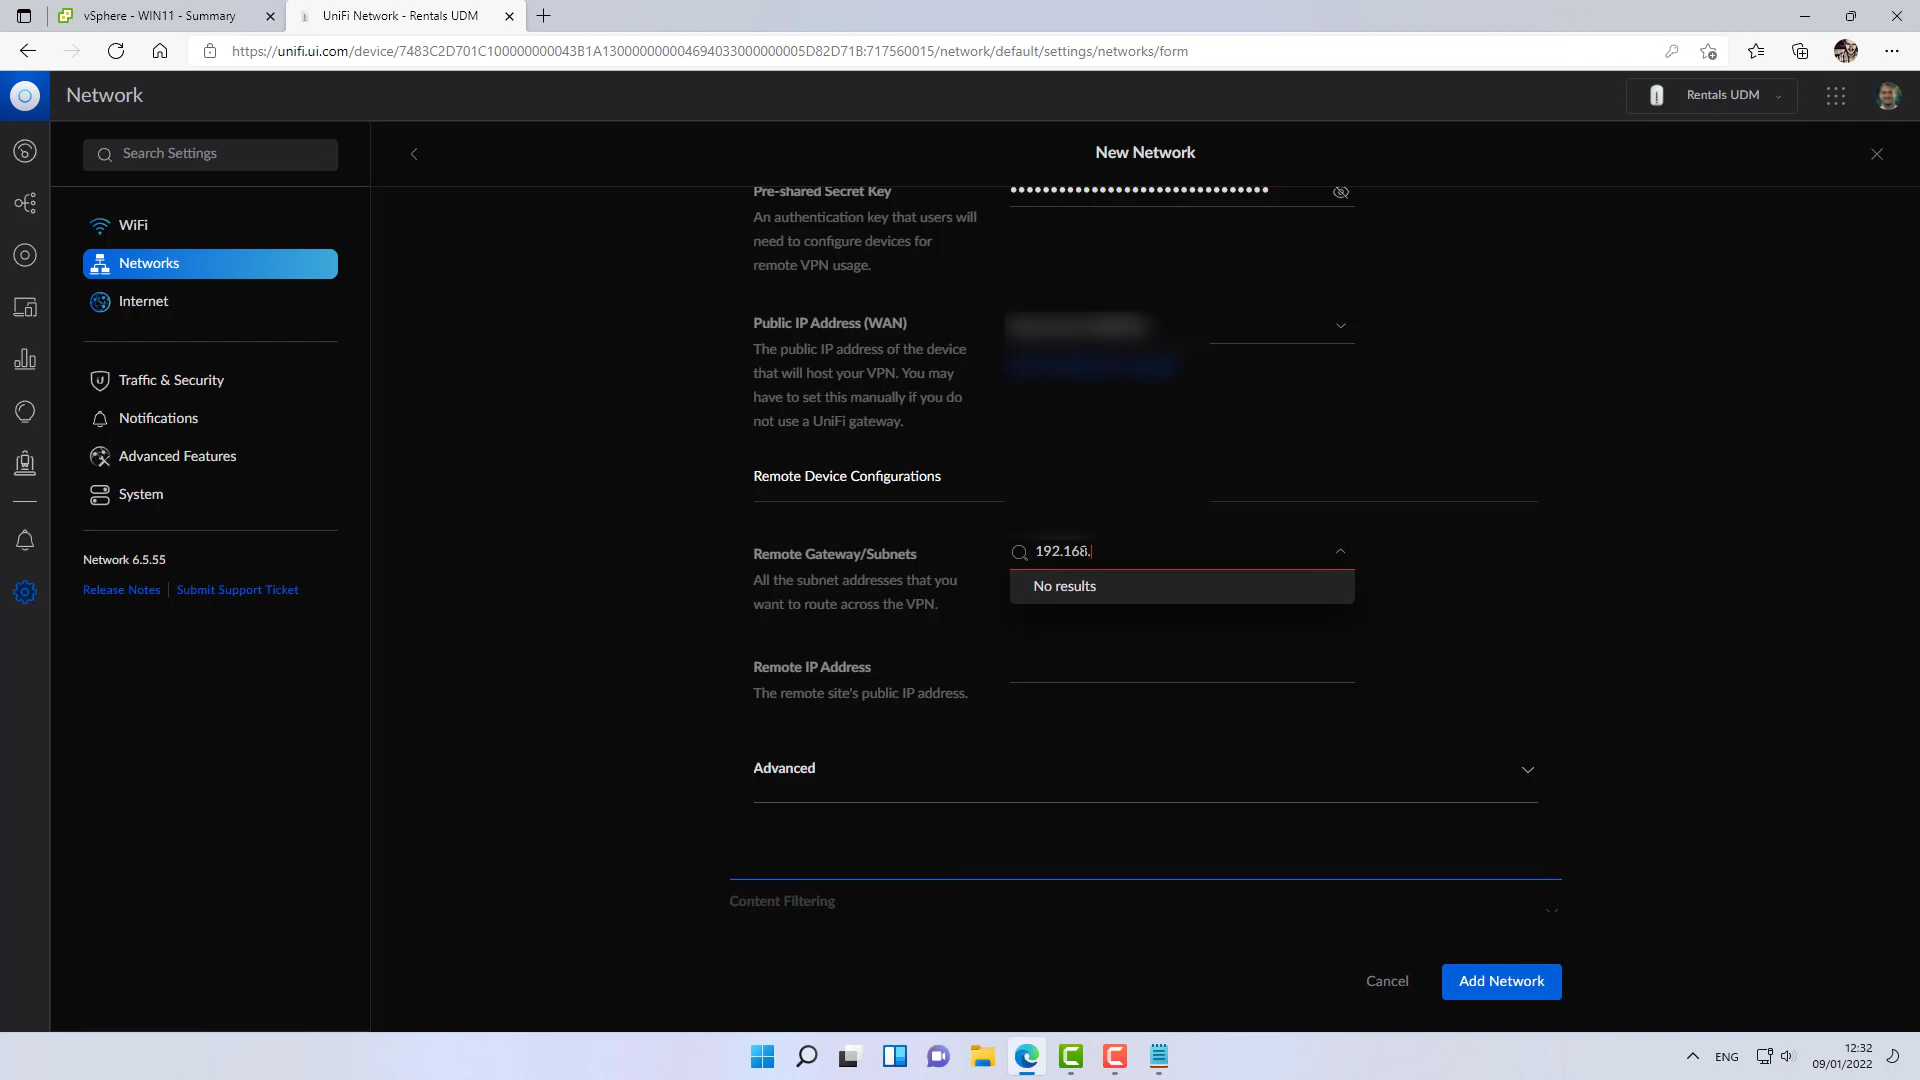 vSphere - WIN11 - Summary
UniFi Network - Rentals UDM
https://unifi.ui.com/device/7483C2D701C100000000043B1A130000000004694033000000005D82D71B:717560015/network/default/settings/networks/form
Network
Rentals UDM
Search Settings
New Network
WiFi
Networks
Internet
Traffic & Security
Notifications
Advanced Features
System
Network 6.5.55
Release Notes
Submit Support Ticket
Pre-shared Secret Key
An authentication key that users will
need to configure devices for
remote VPN usage.
Public IP Address (WAN)
The public IP address of the device
that will host your VPN. You may
have to set this manually if you do
not use a UniFi gateway.
Remote Device Configurations
Remote Gateway/Subnets
All the subnet addresses that you
want to route across the VPN.
192.168.
No results
Remote IP Address
The remote site's public IP address.
Advanced
Content Filtering
Cancel
Add Network
ENG
12:32
09/01/2022